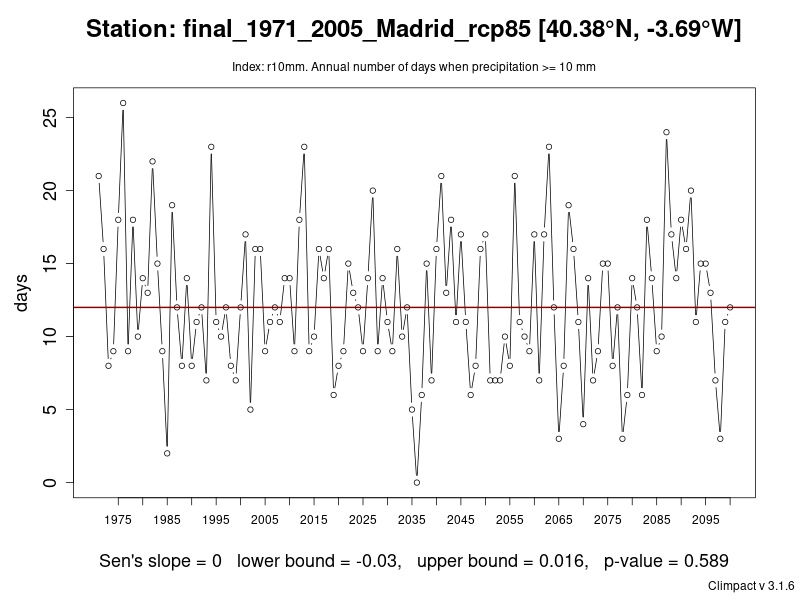 Station: final_1971_2005_Madrid_rcp85 [40.38°N, -3.69°W]
Index: r10mm. Annual number of days when precipitation >= 10 mm
25
20
15
10
5
0
days
1975 1985 1995 2005 2015 2025 2035 2045 2055 2065 2075 2085 2095
Sen's slope = 0 lower bound = -0.03, upper bound = 0.016, p-value = 0.589
Climpact v 3.1.6